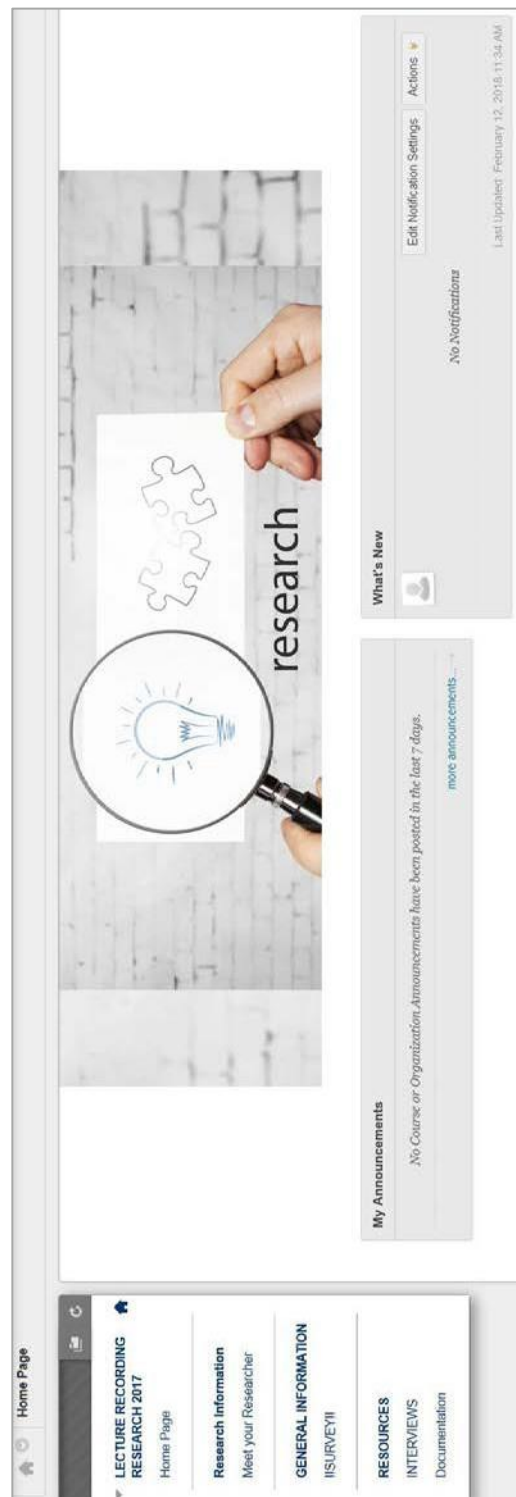 Home Page
LECTURE RECORDING
RESEARCH 2017
Home Page
Research Information
Meet your Researcher
GENERAL INFORMATION
!!SURVEY!!
RESOURCES
INTERVIEWS
Documentation
research
My Announcements
No Course or Organization Announcements have been posted in the last 7 days.
more announcements...
What's New
Edit Notification Settings
Actions
No Notifications
Last Updated: February 12, 2018 11:34 AM